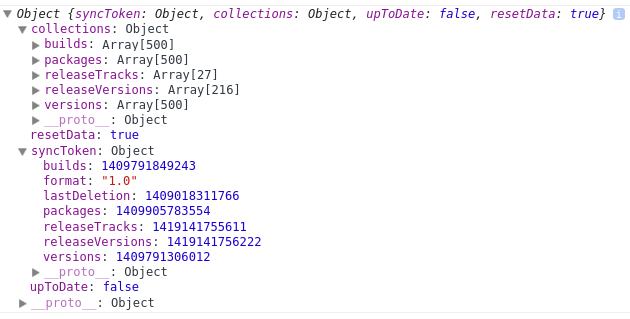 Object {syncToken: Object, collections: Object, upToDate: false, resetData: true} i
collections: Object
builds: Array[500]
packages: Array[500]
releaseTracks: Array[27]
releaseVersions: Array[216]
versions: Array[500]
__proto__: Object
resetData: true
syncToken: Object
builds: 1409791849243
format: "1.0"
lastDeletion: 1409018311766
packages: 1409905783554
releaseTracks: 1419141755611
releaseVersions: 1419141756222
versions: 1409791306012
__proto__: Object
upToDate: false
__proto__: Object